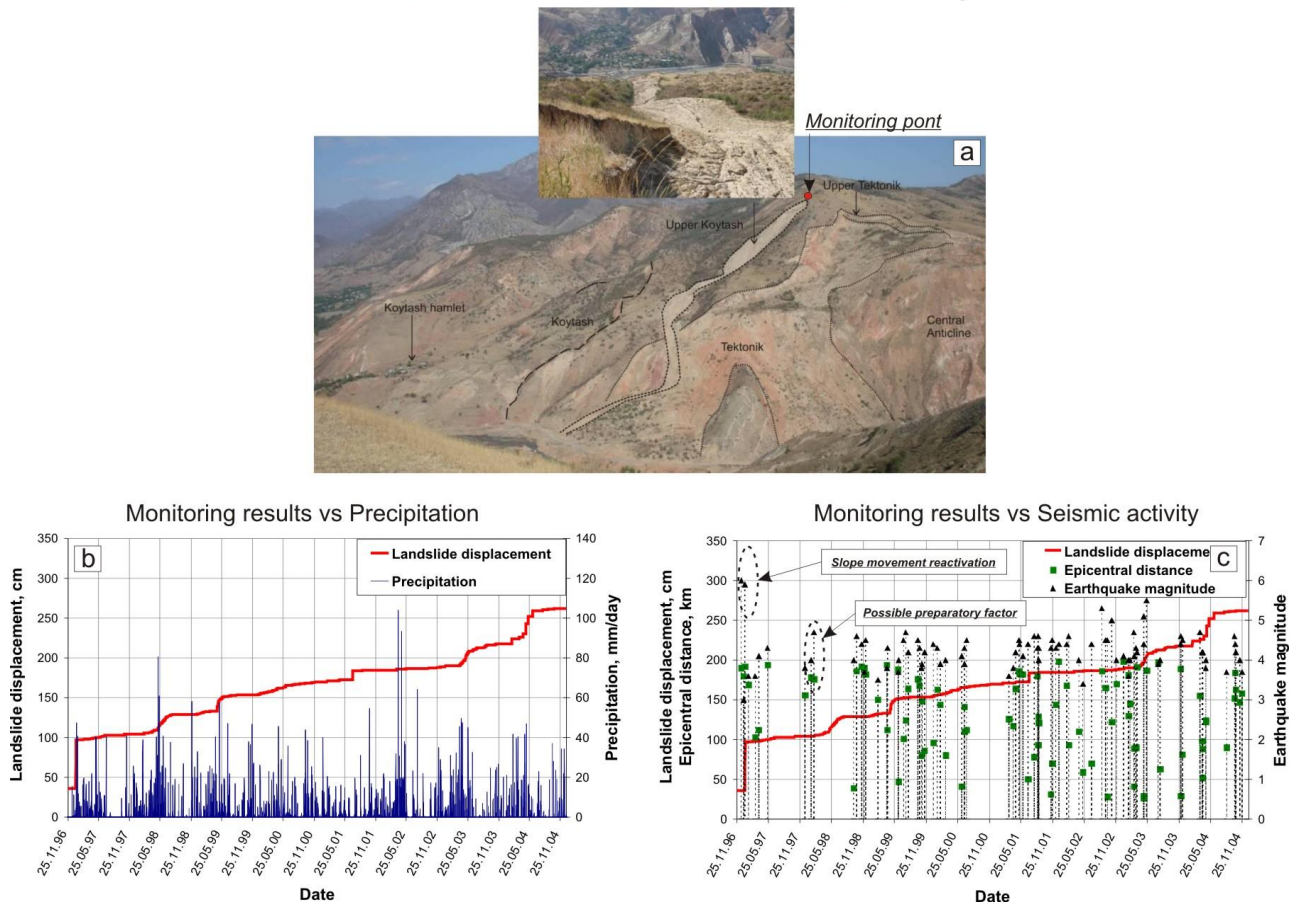 Monitoring pont
a
Upper Tektonik
Upper Koytash
Koytash hamlet
Koytash
Central
Anticline
Tektonik
Monitoring results vs Precipitation
b
Landslide displacement
Precipitation
Landslide displacement, cm
350
300
250
200
150
100
50
0
Precipitation, mm/day
140
120
100
80
60
40
20
0
25.11.96
25.05.97
25.11.97
25.05.98
25.11.98
25.05.99
25.11.99
25.05.00
25.11.00
25.05.01
25.11.01
25.05.02
25.05.03
25.11.03
25.05.04
25.11.04
Date
Monitoring results vs Seismic activity
c
Landslide displaceme
Epicentral distance
Earthquake magnitude
Slope movement reactivation
Possible preparatory factor
Landslide displacement, cm
Epicentral distance, km
350
300
250
200
150
100
50
0
Earthquake magnitude
7
6
5
4
3
2
1
0
25.11.96
25.05.97
25.11.97
25.05.98
25.11.98
25.05.99
25.11.99
25.05.00
25.11.00
25.05.01
25.11.01
25.05.02
25.11.02
25.05.03
25.11.03
25.05.04
25.11.04
Date